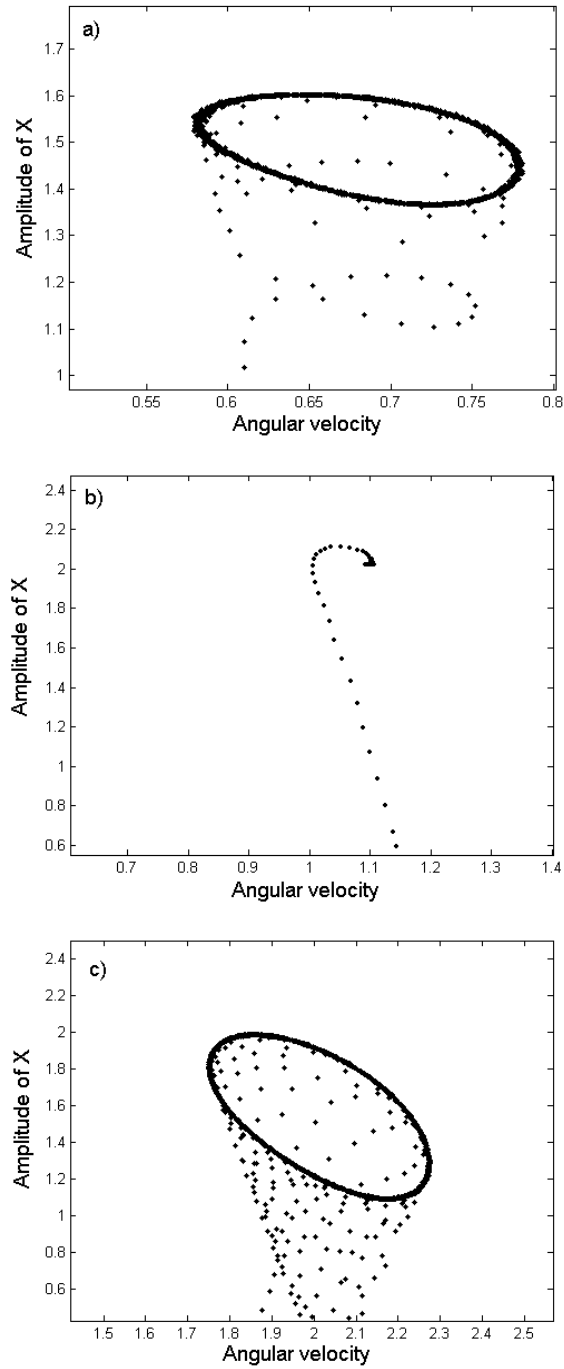 a)
1.7
1.6
1.5
1.4
1.3
1.2
1.1
1
Amplitude of X
0.55 0.6 0.65 0.7 0.75 0.8
Angular velocity
b)
2.4
2.2
2
1.8
1.6
1.4
1.2
1
0.8
0.6
Amplitude of X
0.7 0.8 0.9 1 1.1 1.2 1.3 1.4
Angular velocity
c)
2.4
2.2
2
1.8
1.6
1.4
1.2
1
0.8
0.6
Amplitude of X
1.5 1.6 1.7 1.8 1.9 2 2.1 2.2 2.3 2.4 2.5
Angular velocity